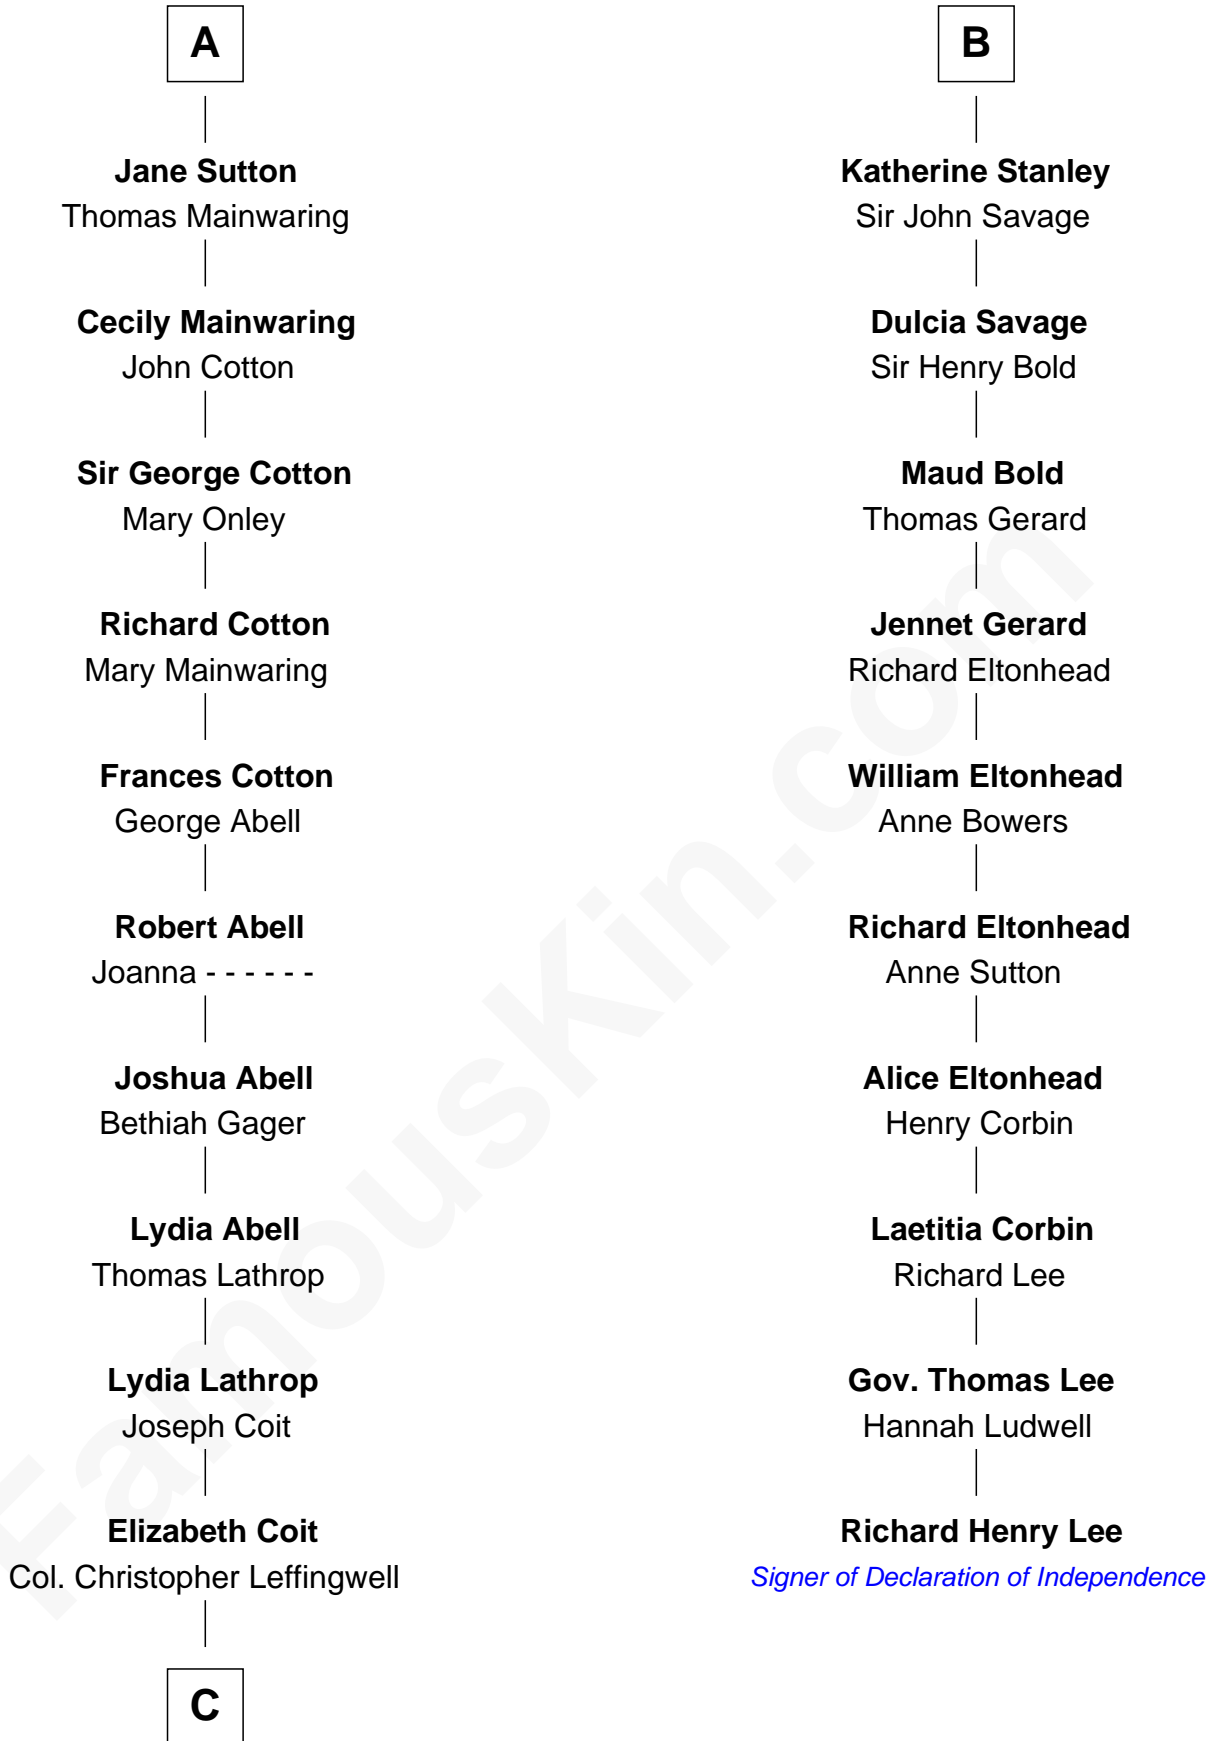 A
Jane Sutton
Thomas Mainwaring
Cecily Mainwaring
John Cotton
Sir George Cotton
Mary Onley
Richard Cotton
Mary Mainwaring
Frances Cotton
George Abell
Robert Abell
Joanna - - - - - -
Joshua Abell
Bethiah Gager
Lydia Abell
Thomas Lathrop
Lydia Lathrop
Joseph Coit
Elizabeth Coit
Col. Christopher Leffingwell
C
B
Katherine Stanley
Sir John Savage
Dulcia Savage
Sir Henry Bold
Maud Bold
Thomas Gerard
Jennet Gerard
Richard Eltonhead
William Eltonhead
Anne Bowers
Richard Eltonhead
Anne Sutton
Alice Eltonhead
Henry Corbin
Laetitia Corbin
Richard Lee
Gov. Thomas Lee
Hannah Ludwell
Richard Henry Lee
Signer of Declaration of Independence
FamousKin.com